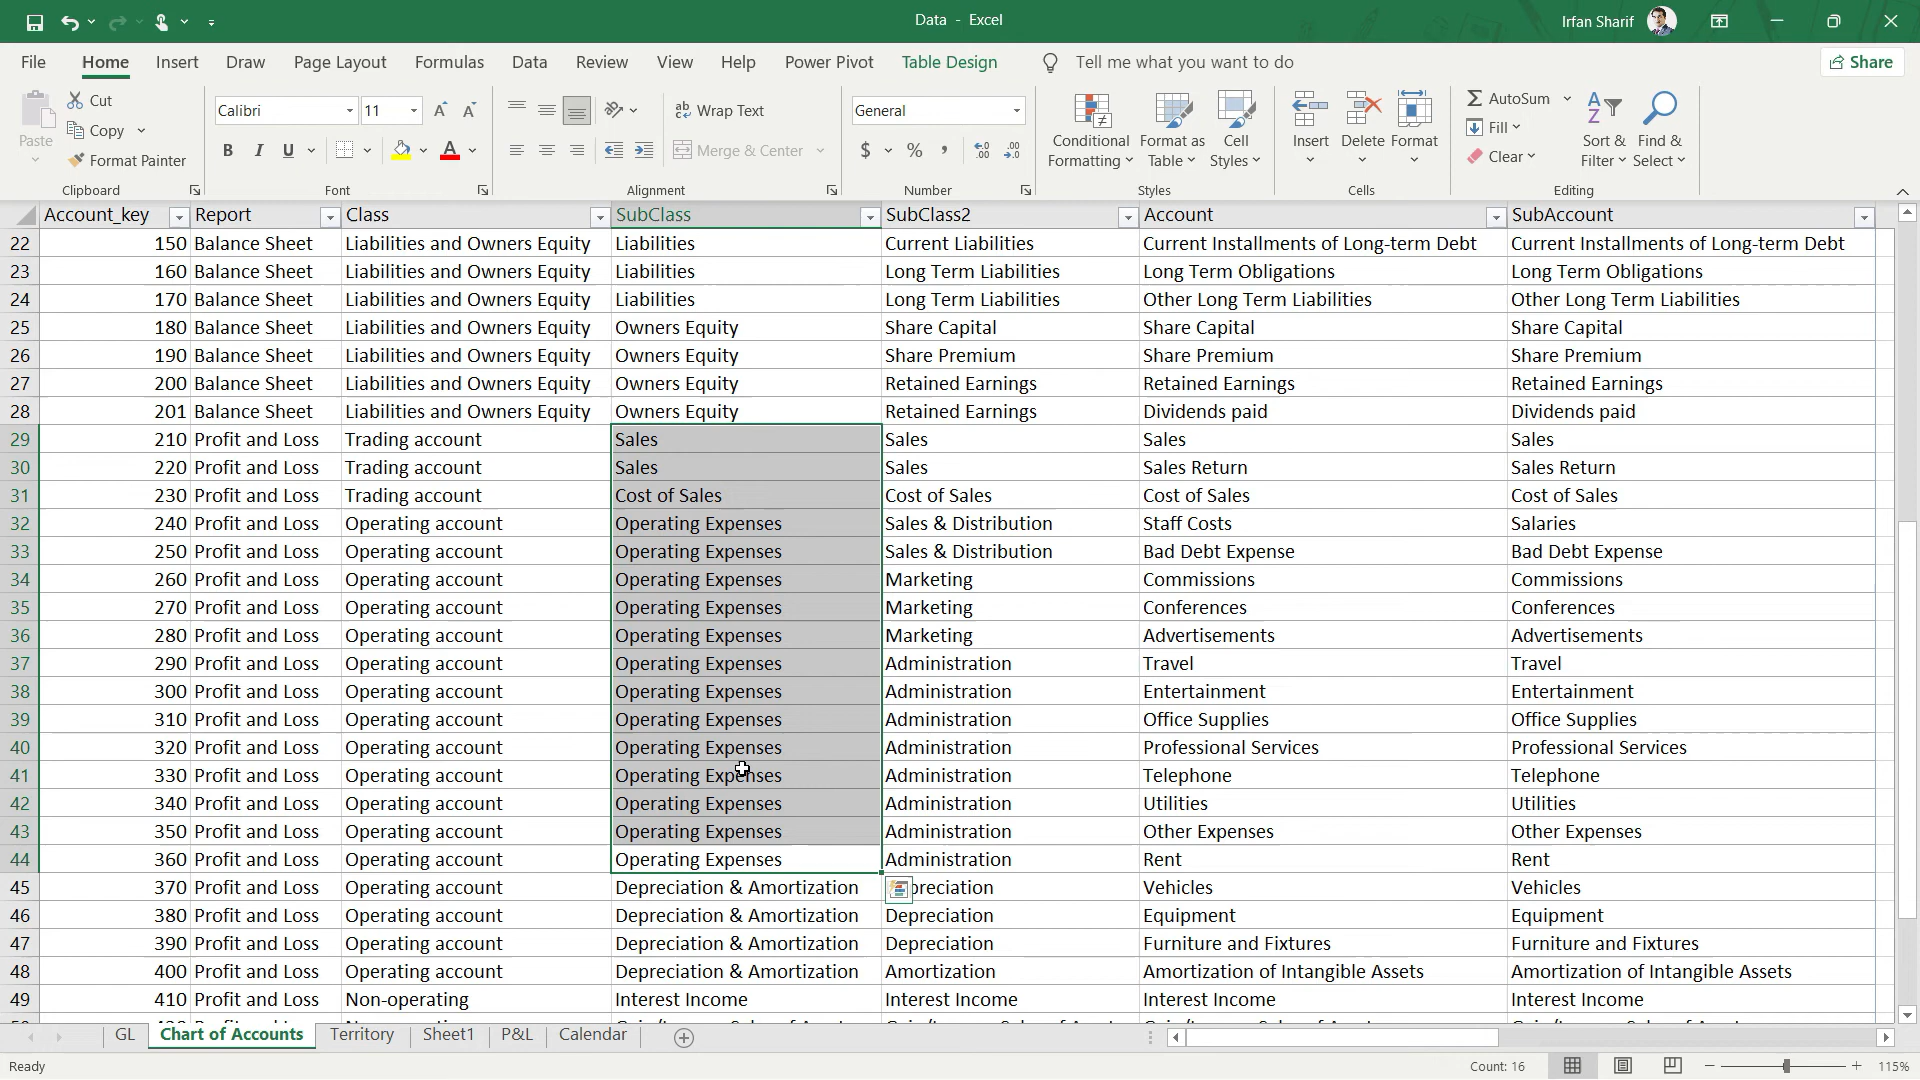 Data - Excel
Irfan Sharif
File Home Insert Draw Page Layout Formulas Data Review View Help Power Pivot Table Design Tell me what you want to do Share
Paste
Cut
Copy
Format Painter
Clipboard
Calibri 11
B I U
Font
Wrap Text
Merge & Center
Alignment
General
$ % ,
Number
Conditional Formatting
Format as Table
Cell Styles
Styles
Insert Delete Format
Cells
AutoSum
Fill
Clear
Sort & Filter
Find & Select
Editing
Account_key Report Class SubClass SubClass2 Account SubAccount
22 150 Balance Sheet Liabilities and Owners Equity Liabilities Current Liabilities Current Installments of Long-term Debt Current Installments of Long-term Debt
23 160 Balance Sheet Liabilities and Owners Equity Liabilities Long Term Liabilities Long Term Obligations Long Term Obligations
24 170 Balance Sheet Liabilities and Owners Equity Liabilities Long Term Liabilities Other Long Term Liabilities Other Long Term Liabilities
25 180 Balance Sheet Liabilities and Owners Equity Owners Equity Share Capital Share Capital Share Capital
26 190 Balance Sheet Liabilities and Owners Equity Owners Equity Share Premium Share Premium Share Premium
27 200 Balance Sheet Liabilities and Owners Equity Owners Equity Retained Earnings Retained Earnings Retained Earnings
28 201 Balance Sheet Liabilities and Owners Equity Owners Equity Retained Earnings Dividends paid Dividends paid
29 210 Profit and Loss Trading account Sales Sales Sales Sales
30 220 Profit and Loss Trading account Sales Sales Sales Return Sales Return
31 230 Profit and Loss Trading account Cost of Sales Cost of Sales Cost of Sales Cost of Sales
32 240 Profit and Loss Operating account Operating Expenses Sales & Distribution Staff Costs Salaries
33 250 Profit and Loss Operating account Operating Expenses Sales & Distribution Bad Debt Expense Bad Debt Expense
34 260 Profit and Loss Operating account Operating Expenses Marketing Commissions Commissions
35 270 Profit and Loss Operating account Operating Expenses Marketing Conferences Conferences
36 280 Profit and Loss Operating account Operating Expenses Marketing Advertisements Advertisements
37 290 Profit and Loss Operating account Operating Expenses Administration Travel Travel
38 300 Profit and Loss Operating account Operating Expenses Administration Entertainment Entertainment
39 310 Profit and Loss Operating account Operating Expenses Administration Office Supplies Office Supplies
40 320 Profit and Loss Operating account Operating Expenses Administration Professional Services Professional Services
41 330 Profit and Loss Operating account Operating Expenses Administration Telephone Telephone
42 340 Profit and Loss Operating account Operating Expenses Administration Utilities Utilities
43 350 Profit and Loss Operating account Operating Expenses Administration Other Expenses Other Expenses
44 360 Profit and Loss Operating account Operating Expenses Administration Rent Rent
45 370 Profit and Loss Operating account Depreciation & Amortization preciation Vehicles Vehicles
46 380 Profit and Loss Operating account Depreciation & Amortization Depreciation Equipment Equipment
47 390 Profit and Loss Operating account Depreciation & Amortization Depreciation Furniture and Fixtures Furniture and Fixtures
48 400 Profit and Loss Operating account Depreciation & Amortization Amortization Amortization of Intangible Assets Amortization of Intangible Assets
49 410 Profit and Loss Non-operating Interest Income Interest Income Interest Income Interest Income
GL Chart of Accounts Territory Sheet1 P&L Calendar
Ready Count: 16 115%